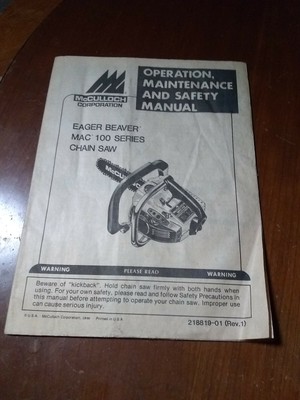 McCULLOCH
CORPORATION
OPERATION,
MAINTENANCE
AND SAFETY
MANUAL
EAGER BEAVER
MAC 100 SERIES
CHAIN SAW
WARNING PLEASE READ WARNING
Beware of "kickback". Hold chain saw firmly with both hands when
using. For your own safety, please read and follow Safety Precautions in
this manual before attempting to operate your chain saw. Improper use
can cause serious injury.
McCulloch Corporation, Printed in U.S.A.
218819-01 (Rev.1)